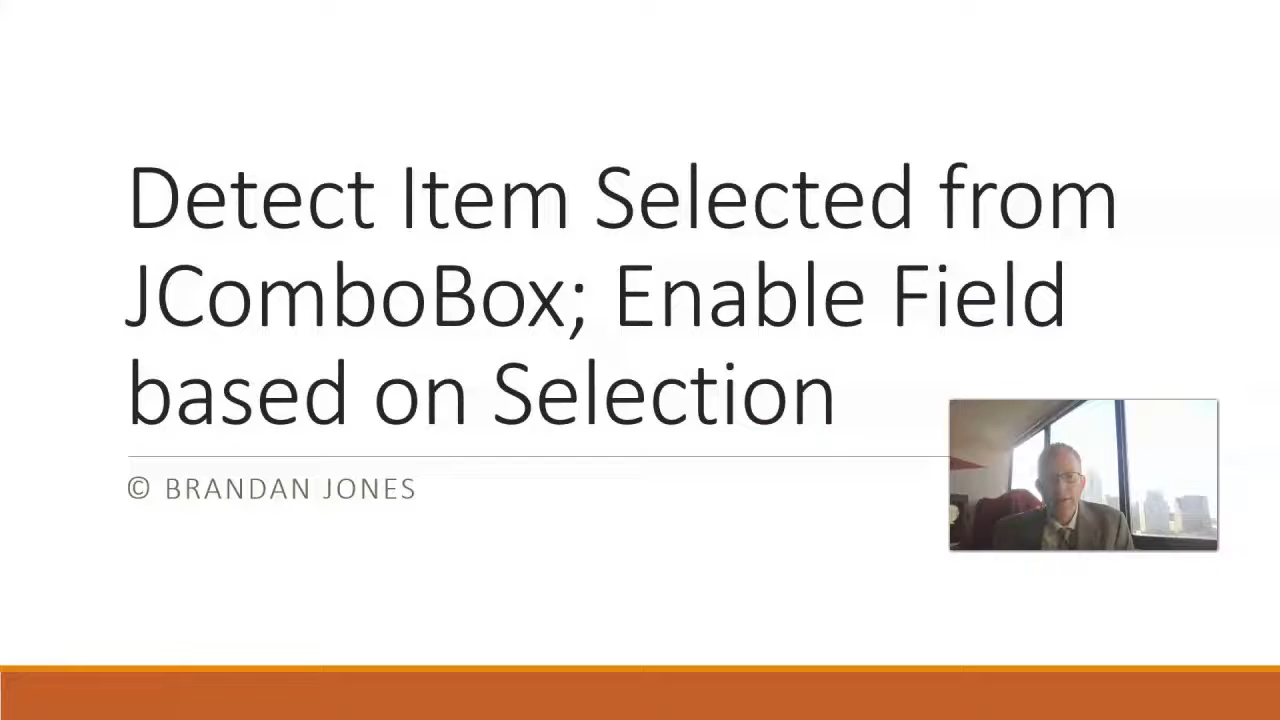 Detect Item Selected from
JComboBox; Enable Field
based on Selection
© BRANDAN JONES